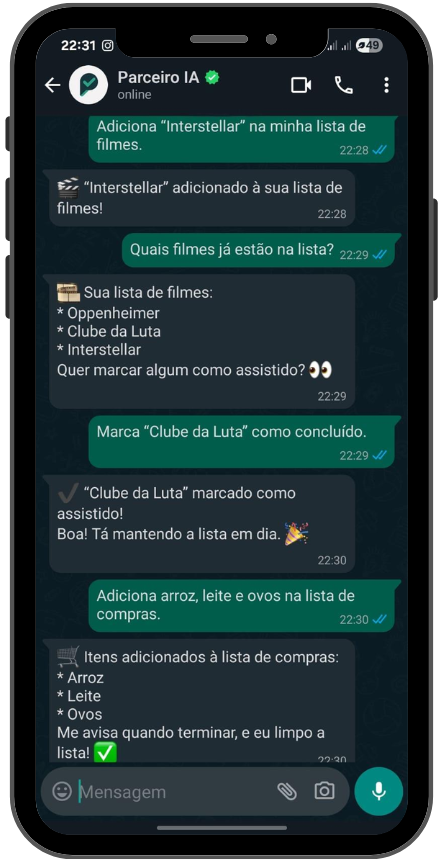 22:31
49
Parceiro IA
online
Adiciona “Interstellar” na minha lista de
filmes.
22:28
“Interstellar” adicionado à sua lista de
filmes!
22:28
Quais filmes já estão na lista?
22:29
Sua lista de filmes:
* Oppenheimer
* Clube da Luta
* Interstellar
Quer marcar algum como assistido?
22:29
Marca “Clube da Luta” como concluído.
22:29
“Clube da Luta” marcado como
assistido!
Boa! Tá mantendo a lista em dia.
22:30
Adiciona arroz, leite e ovos na lista de
compras.
22:30
Itens adicionados à lista de compras:
* Arroz
* Leite
* Ovos
Me avisa quando terminar, e eu limpo a
lista!
22:30
Mensagem